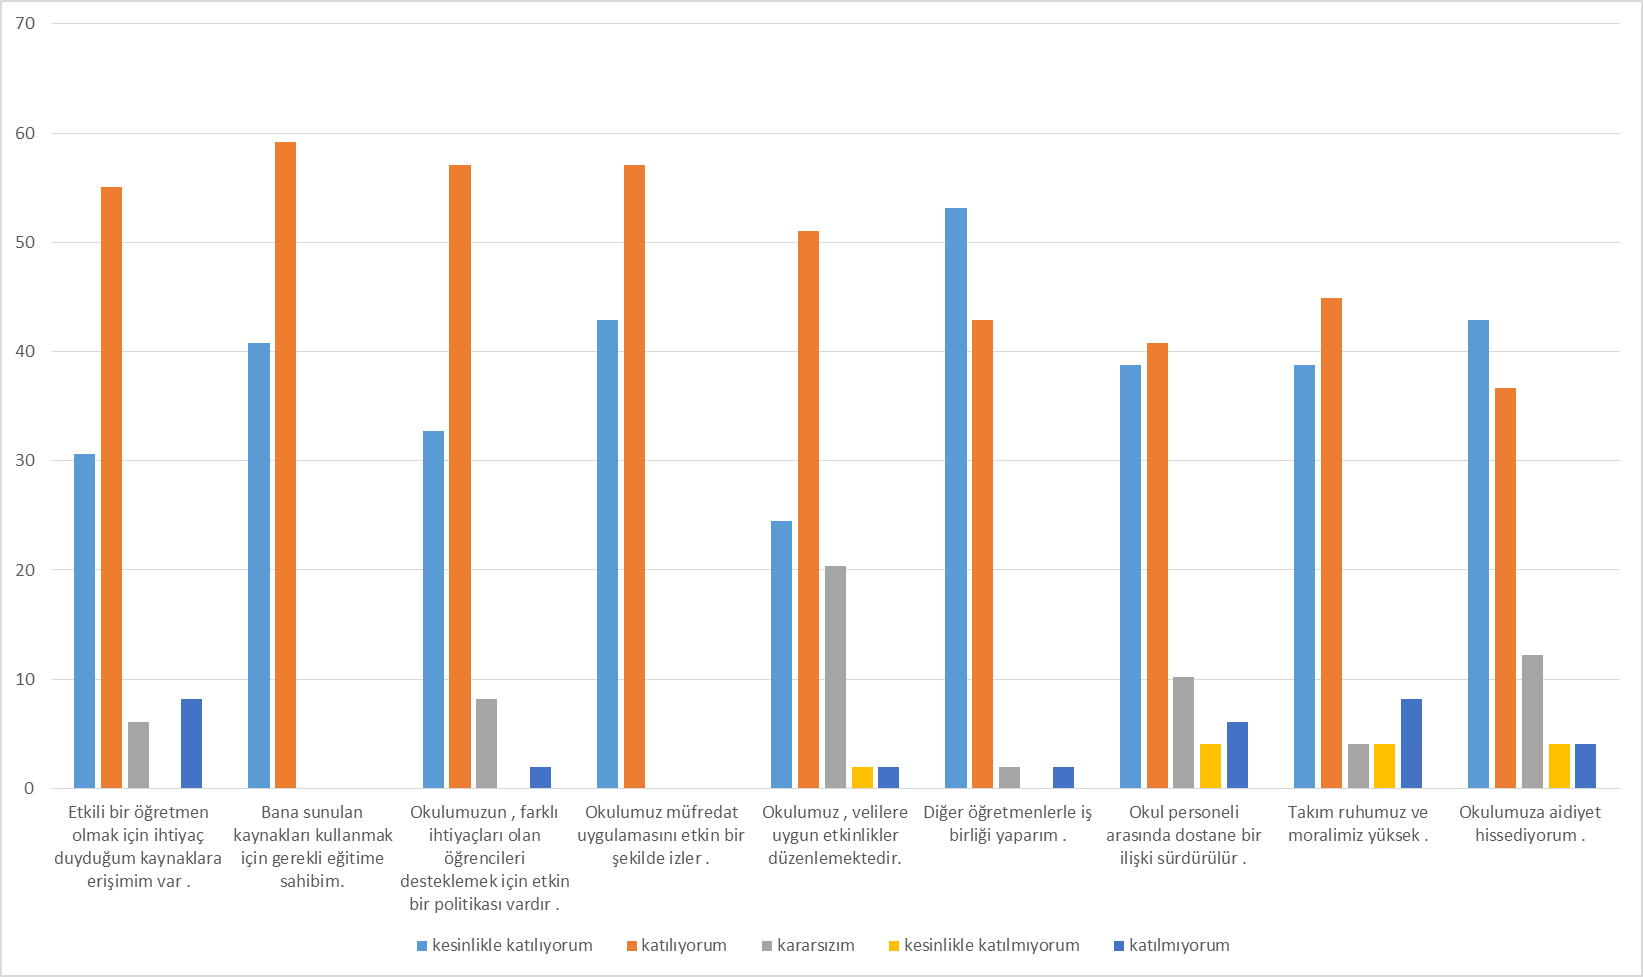 70
60
50
40
30
20
10
0
Etkili bir öğretmen
olmak için ihtiyaç
duyduğum kaynaklara
erişimim var .
Bana sunulan
kaynakları kullanmak
için gerekli eğitime
sahibim.
Okulumuzun , farklı
ihtiyaçları olan
öğrencileri
desteklemek için etkin
bir politikası vardır .
Okulumuz müfredat
uygulamasını etkin bir
şekilde izler .
Okulumuz , velilere
uygun etkinlikler
düzenlemektedir.
Diğer öğretmenlerle iş
birliği yaparım .
Okul personeli
arasında dostane bir
ilişki sürdürülür .
Takım ruhumuz ve
moralimiz yüksek .
Okulumuza aidiyet
hissediyorum .
kesinlikle katılıyorum katılıyorum kararsızım kesinlikle katılmıyorum katılmıyorum